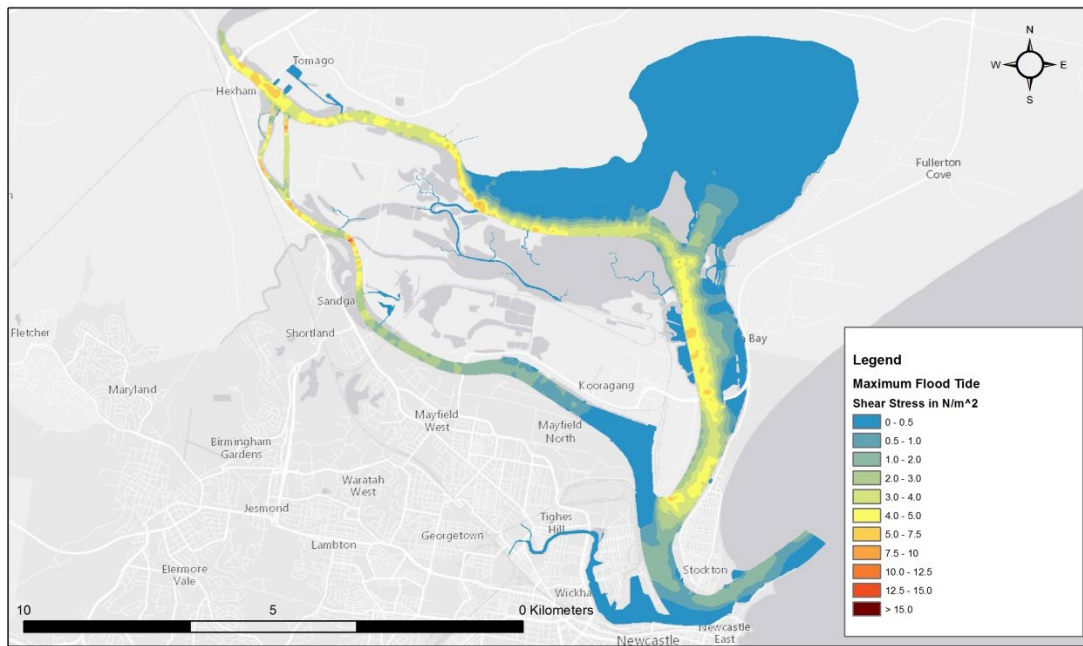 N
W E
S
Tomago
Hexham
Fullerton
Cove
Sandga
Shortland
Fletcher
Maryland
Kooragang
Bay
Mayfield
West
Mayfield
North
Birmingham
Gardens
Waratah
West
Jesmond
Georgetown
Tighes
Hill
Lambton
Elermore
Vale
Stockton
Wickha
Newcastle
East
Newcastle
10 5 0 Kilometers
Legend
Maximum Flood Tide
Shear Stress in N/m^2
0 - 0.5
0.5 - 1.0
1.0 - 2.0
2.0 - 3.0
3.0 - 4.0
4.0 - 5.0
5.0 - 7.5
7.5 - 10
10.0 - 12.5
12.5 - 15.0
> 15.0